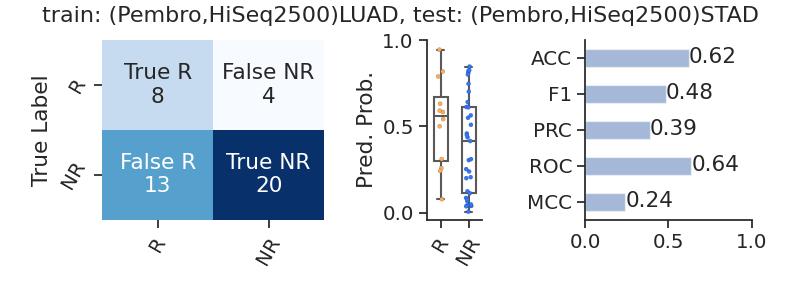 train: (Pembro,HiSeq2500)LUAD, test: (Pembro,HiSeq2500)STAD
True Label
R
NR
True R
8
False NR
4
False R
13
True NR
20
R
NR
Pred. Prob.
1.0
0.5
0.0
R
NR
ACC
0.62
F1
0.48
PRC
0.39
ROC
0.64
MCC
0.24
0.0
0.5
1.0